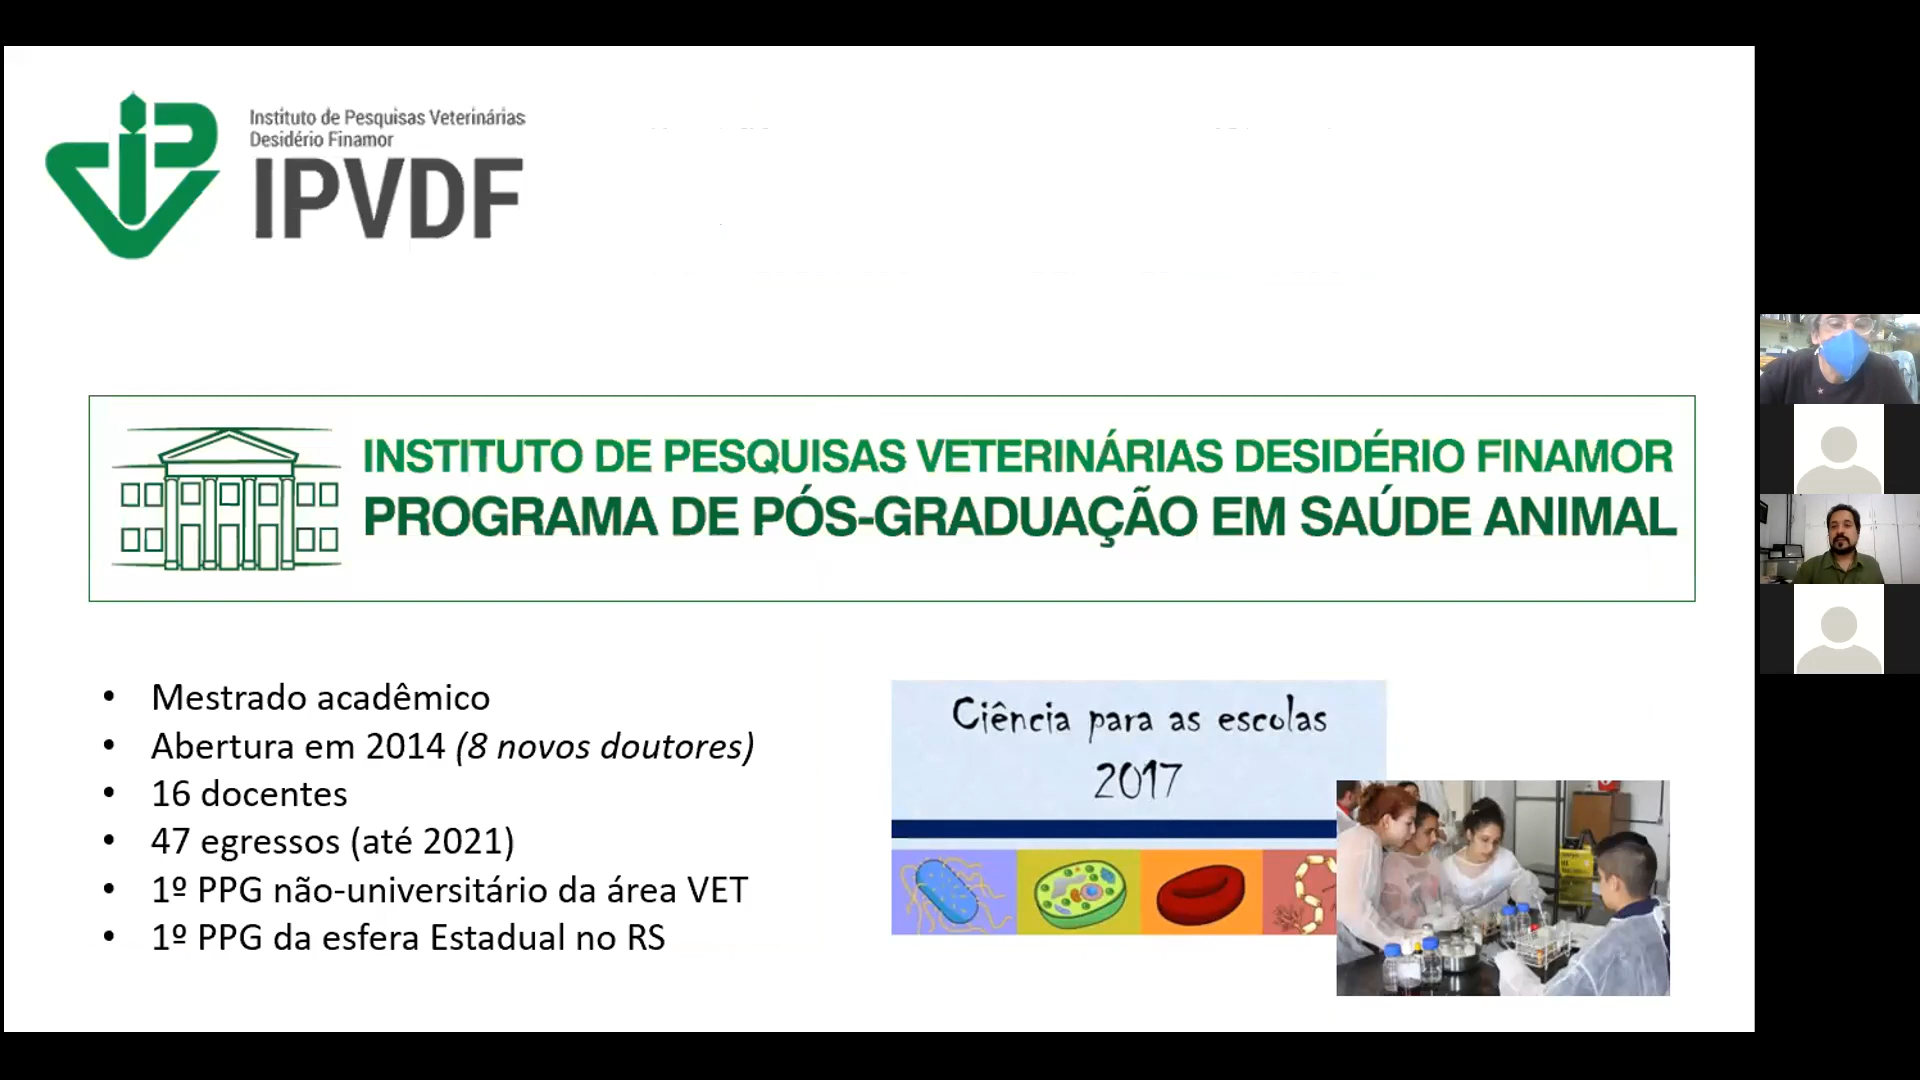 Instituto de Pesquisas Veterinárias
Desidério Finamor
IPVDF
INSTITUTO DE PESQUISAS VETERINÁRIAS DESIDÉRIO FINAMOR
PROGRAMA DE PÓS-GRADUAÇÃO EM SAÚDE ANIMAL
• Mestrado acadêmico
• Abertura em 2014 (8 novos doutores)
• 16 docentes
• 47 egressos (até 2021)
• 1º PPG não-universitário da área VET
• 1º PPG da esfera Estadual no RS
Ciência para as escolas
2017